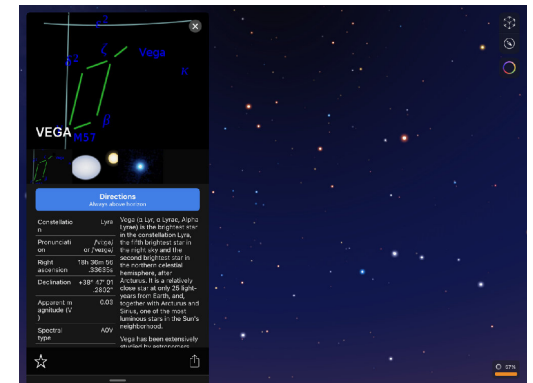 ε²
ζ
Vega
κ
β
VEGA
M57
Directions
Always above horizon
Constellatio
n
Lyra
Pronunciati
on
/ˈviːɡə/
or /ˈveɪɡə/
Right
ascension
18h 36m 56
.33635s
Declination
+38° 47′ 01
.2802″
Apparent m
agnitude (V
)
0.03
Spectral
type
A0V
Vega (α Lyr, α Lyrae, Alpha
Lyrae) is the brightest star
in the constellation Lyra,
the fifth brightest star in
the night sky and the
second brightest star in
the northern celestial
hemisphere, after
Arcturus. It is a relatively
close star at only 25 light-
years from Earth, and,
together with Arcturus and
Sirius, one of the most
luminous stars in the Sun's
neighborhood.
Vega has been extensively
studied by astronomers,
57%